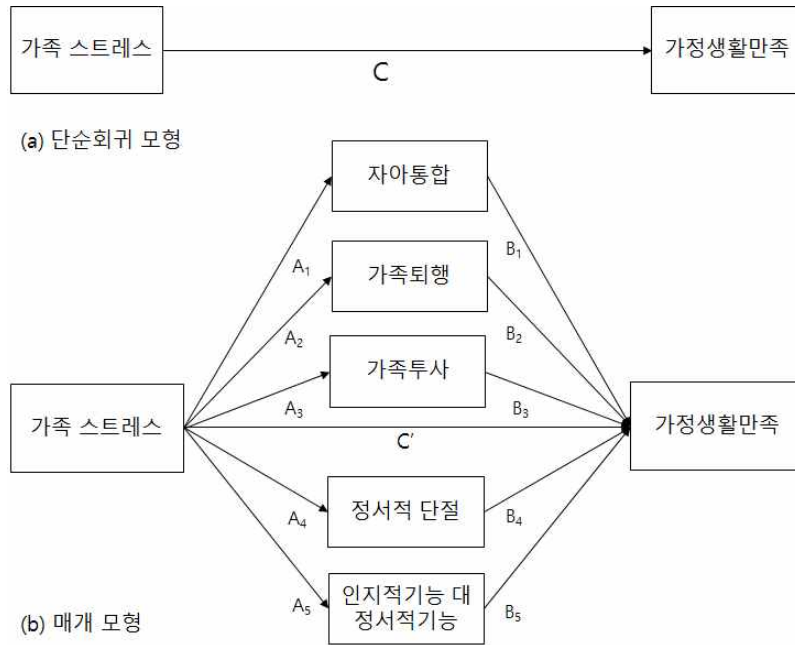 가족 스트레스
가정생활만족
C
(a) 단순회귀 모형
자아통합
A₁
B₁
가족퇴행
A₂
B₂
가족투사
A₃
B₃
가족 스트레스
C′
가정생활만족
정서적 단절
A₄
B₄
인지적기능 대
정서적기능
A₅
B₅
(b) 매개 모형